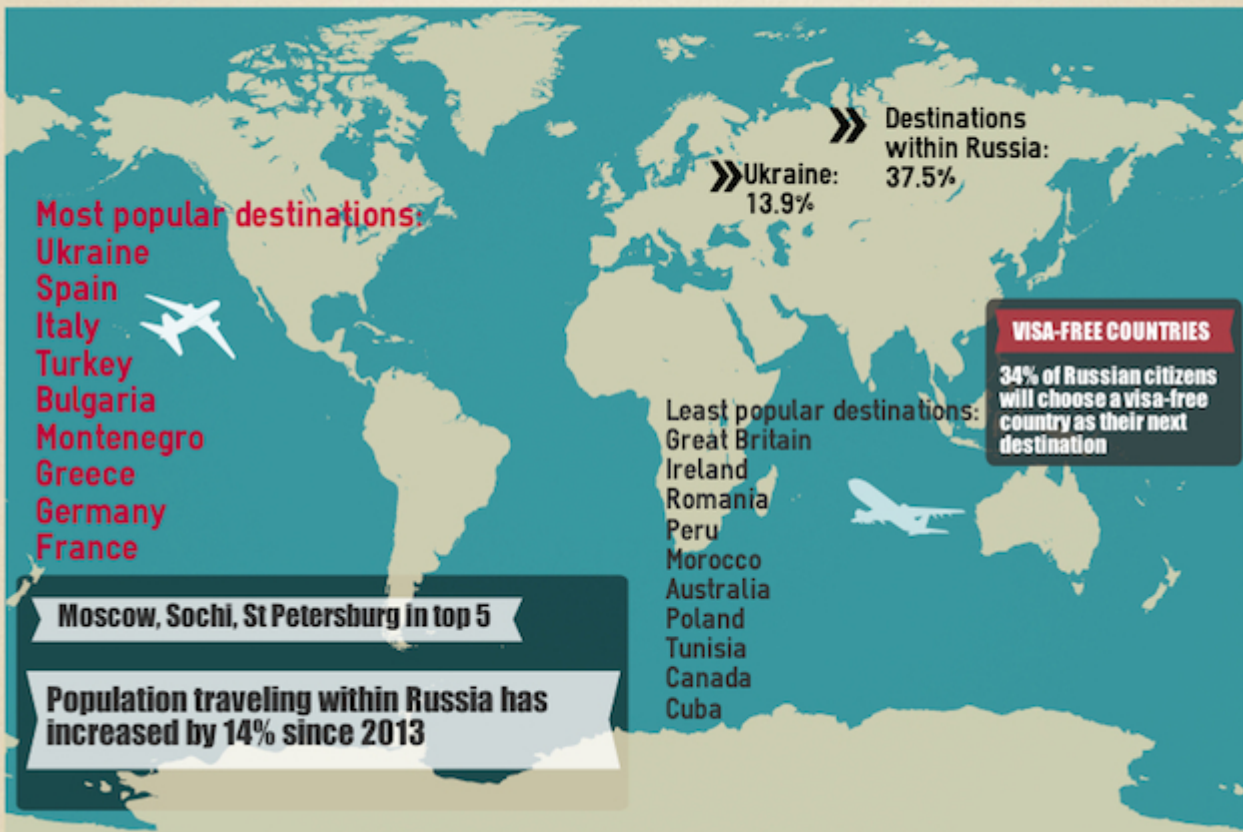 Destinations
within Russia:
37.5%
Ukraine:
13.9%
Most popular destinations:
Ukraine
Spain
Italy
Turkey
Bulgaria
Montenegro
Greece
Germany
France
VISA-FREE COUNTRIES
34% of Russian citizens
will choose a visa-free
country as their next
destination
Least popular destinations:
Great Britain
Ireland
Romania
Peru
Morocco
Australia
Poland
Tunisia
Canada
Cuba
Moscow, Sochi, St Petersburg in top 5
Population traveling within Russia has
increased by 14% since 2013